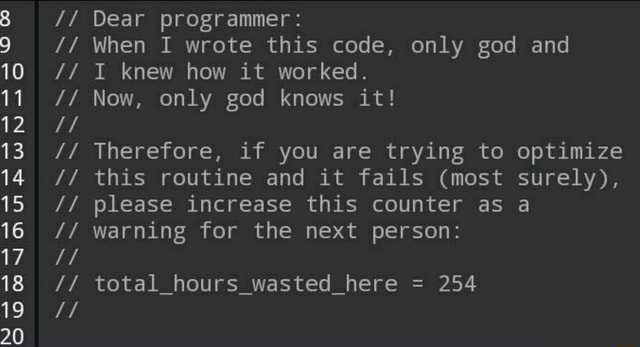 8 // Dear programmer:
9 // When I wrote this code, only god and
10 // I knew how it worked.
11 // Now, only god knows it!
12 //
13 // Therefore, if you are trying to optimize
14 // this routine and it fails (most surely),
15 // please increase this counter as a
16 // warning for the next person:
17 //
18 // total_hours_wasted_here = 254
19 //
20